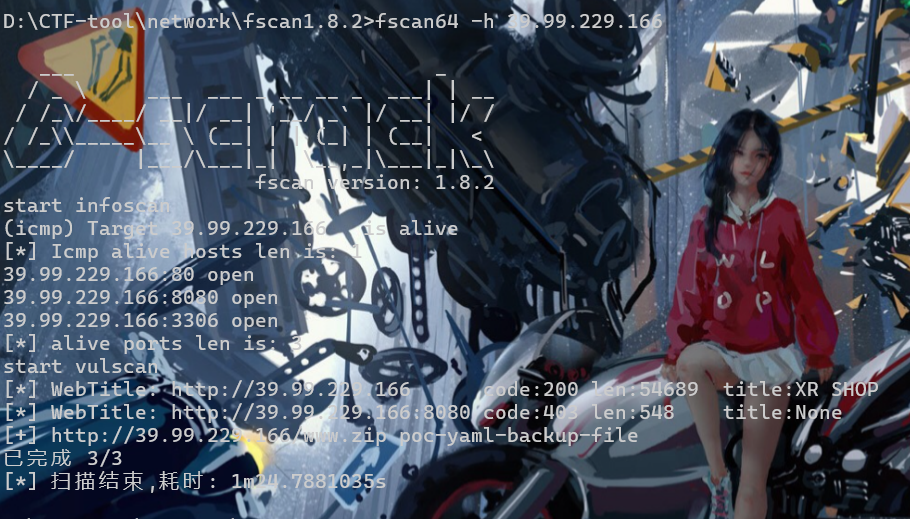 D:\CTF-tool\network\fscan1.8.2>fscan64 -h 39.99.229.166
fscan version: 1.8.2
start infoscan
(icmp) Target 39.99.229.166 is alive
[*] Icmp alive hosts len is: 1
39.99.229.166:80 open
39.99.229.166:8080 open
39.99.229.166:3306 open
[*] alive ports len is: 3
start vulscan
[*] WebTitle: http://39.99.229.166 code:200 len:54689 title:XR SHOP
[*] WebTitle: http://39.99.229.166:8080 code:403 len:548 title:None
[+] http://39.99.229.166/www.zip poc-yaml-backup-file
已完成 3/3
[*] 扫描结束,耗时: 1m24.7881035s
W L
O P